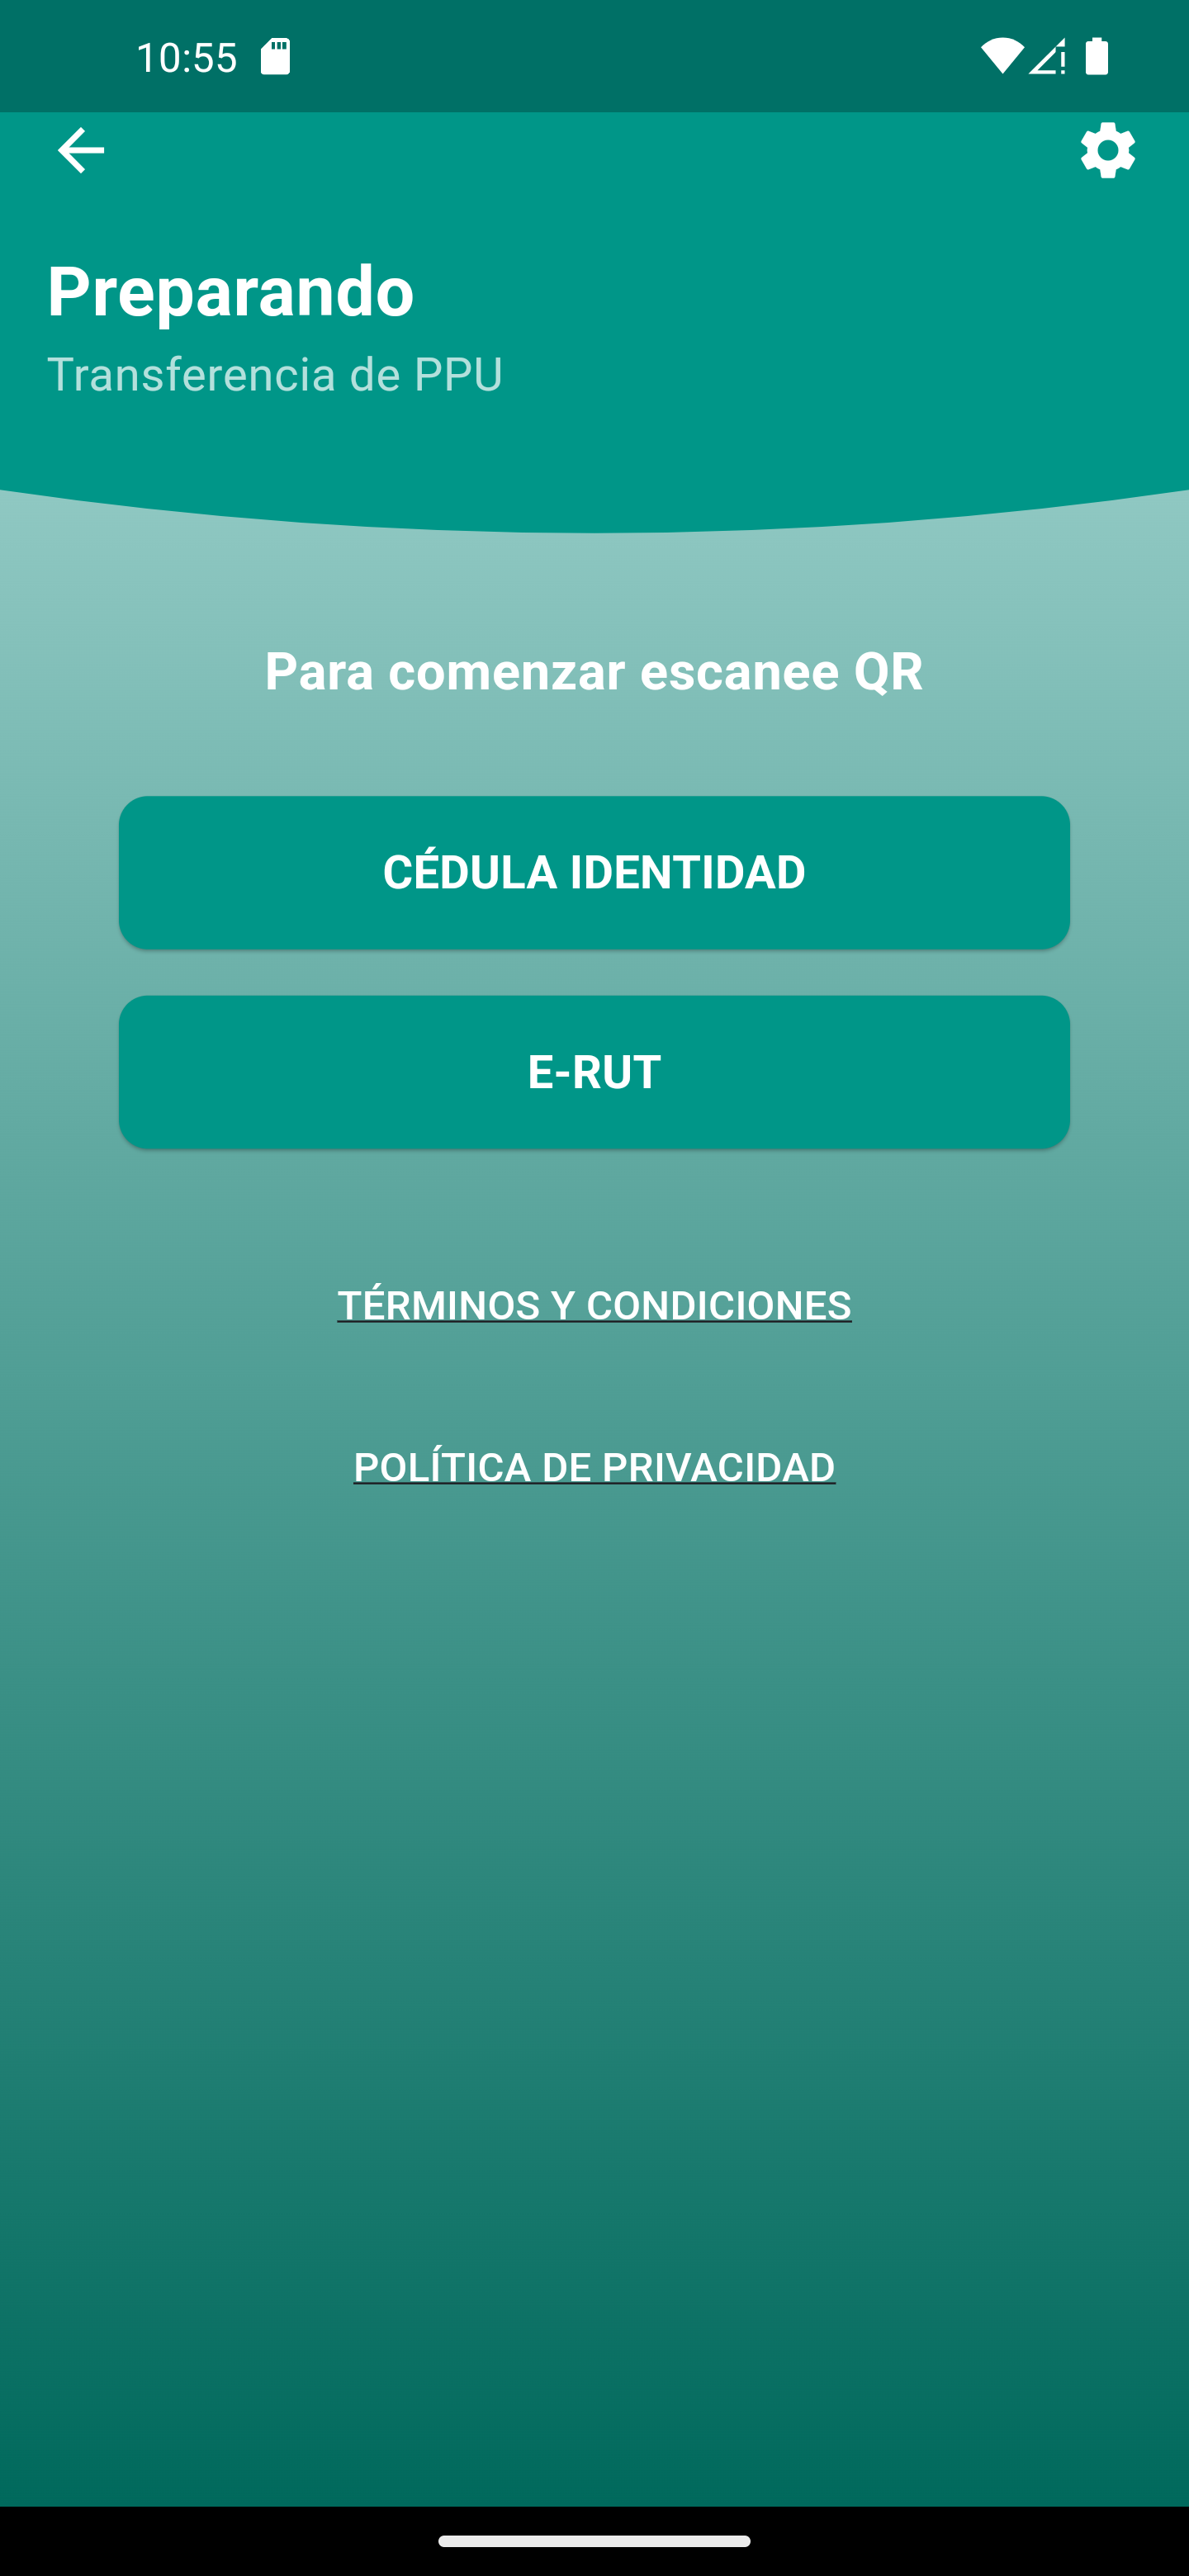 10:55
Preparando
Transferencia de PPU
Para comenzar escanee QR
CÉDULA IDENTIDAD
E-RUT
TÉRMINOS Y CONDICIONES
POLÍTICA DE PRIVACIDAD